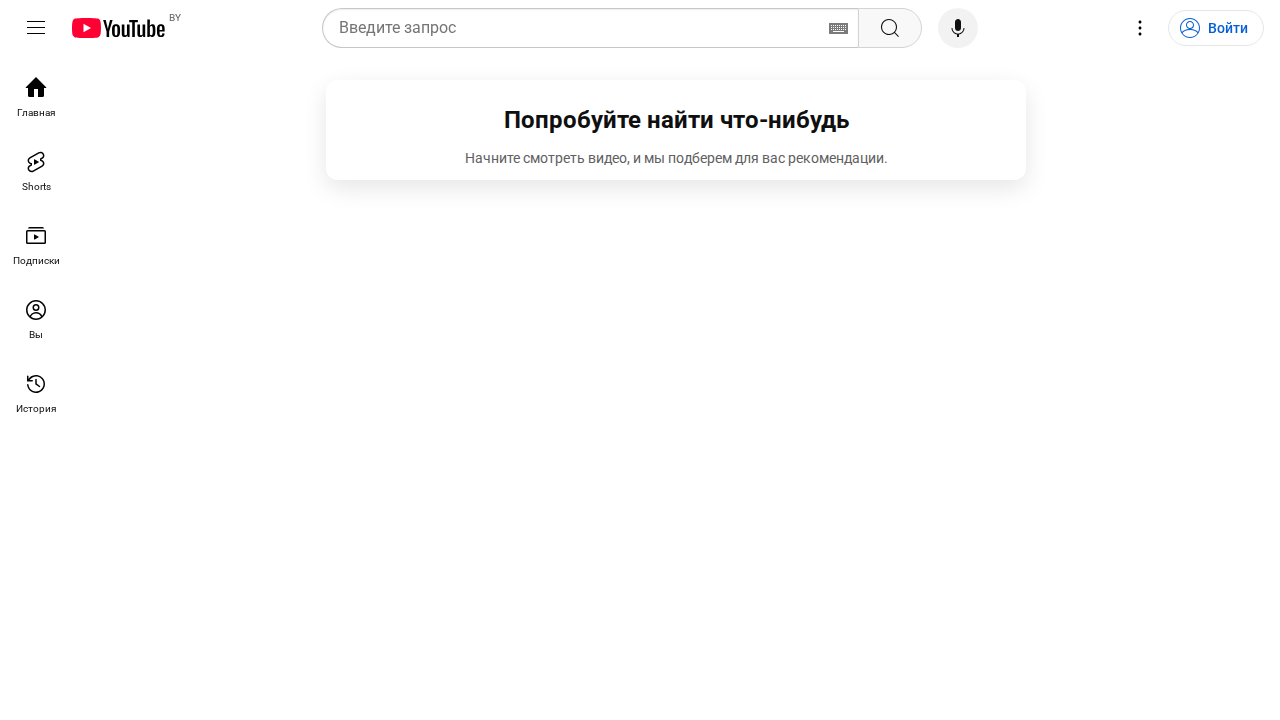 YouTube BY
Введите запрос
Войти
Главная
Shorts
Подписки
Вы
История
Попробуйте найти что-нибудь
Начните смотреть видео, и мы подберем для вас рекомендации.